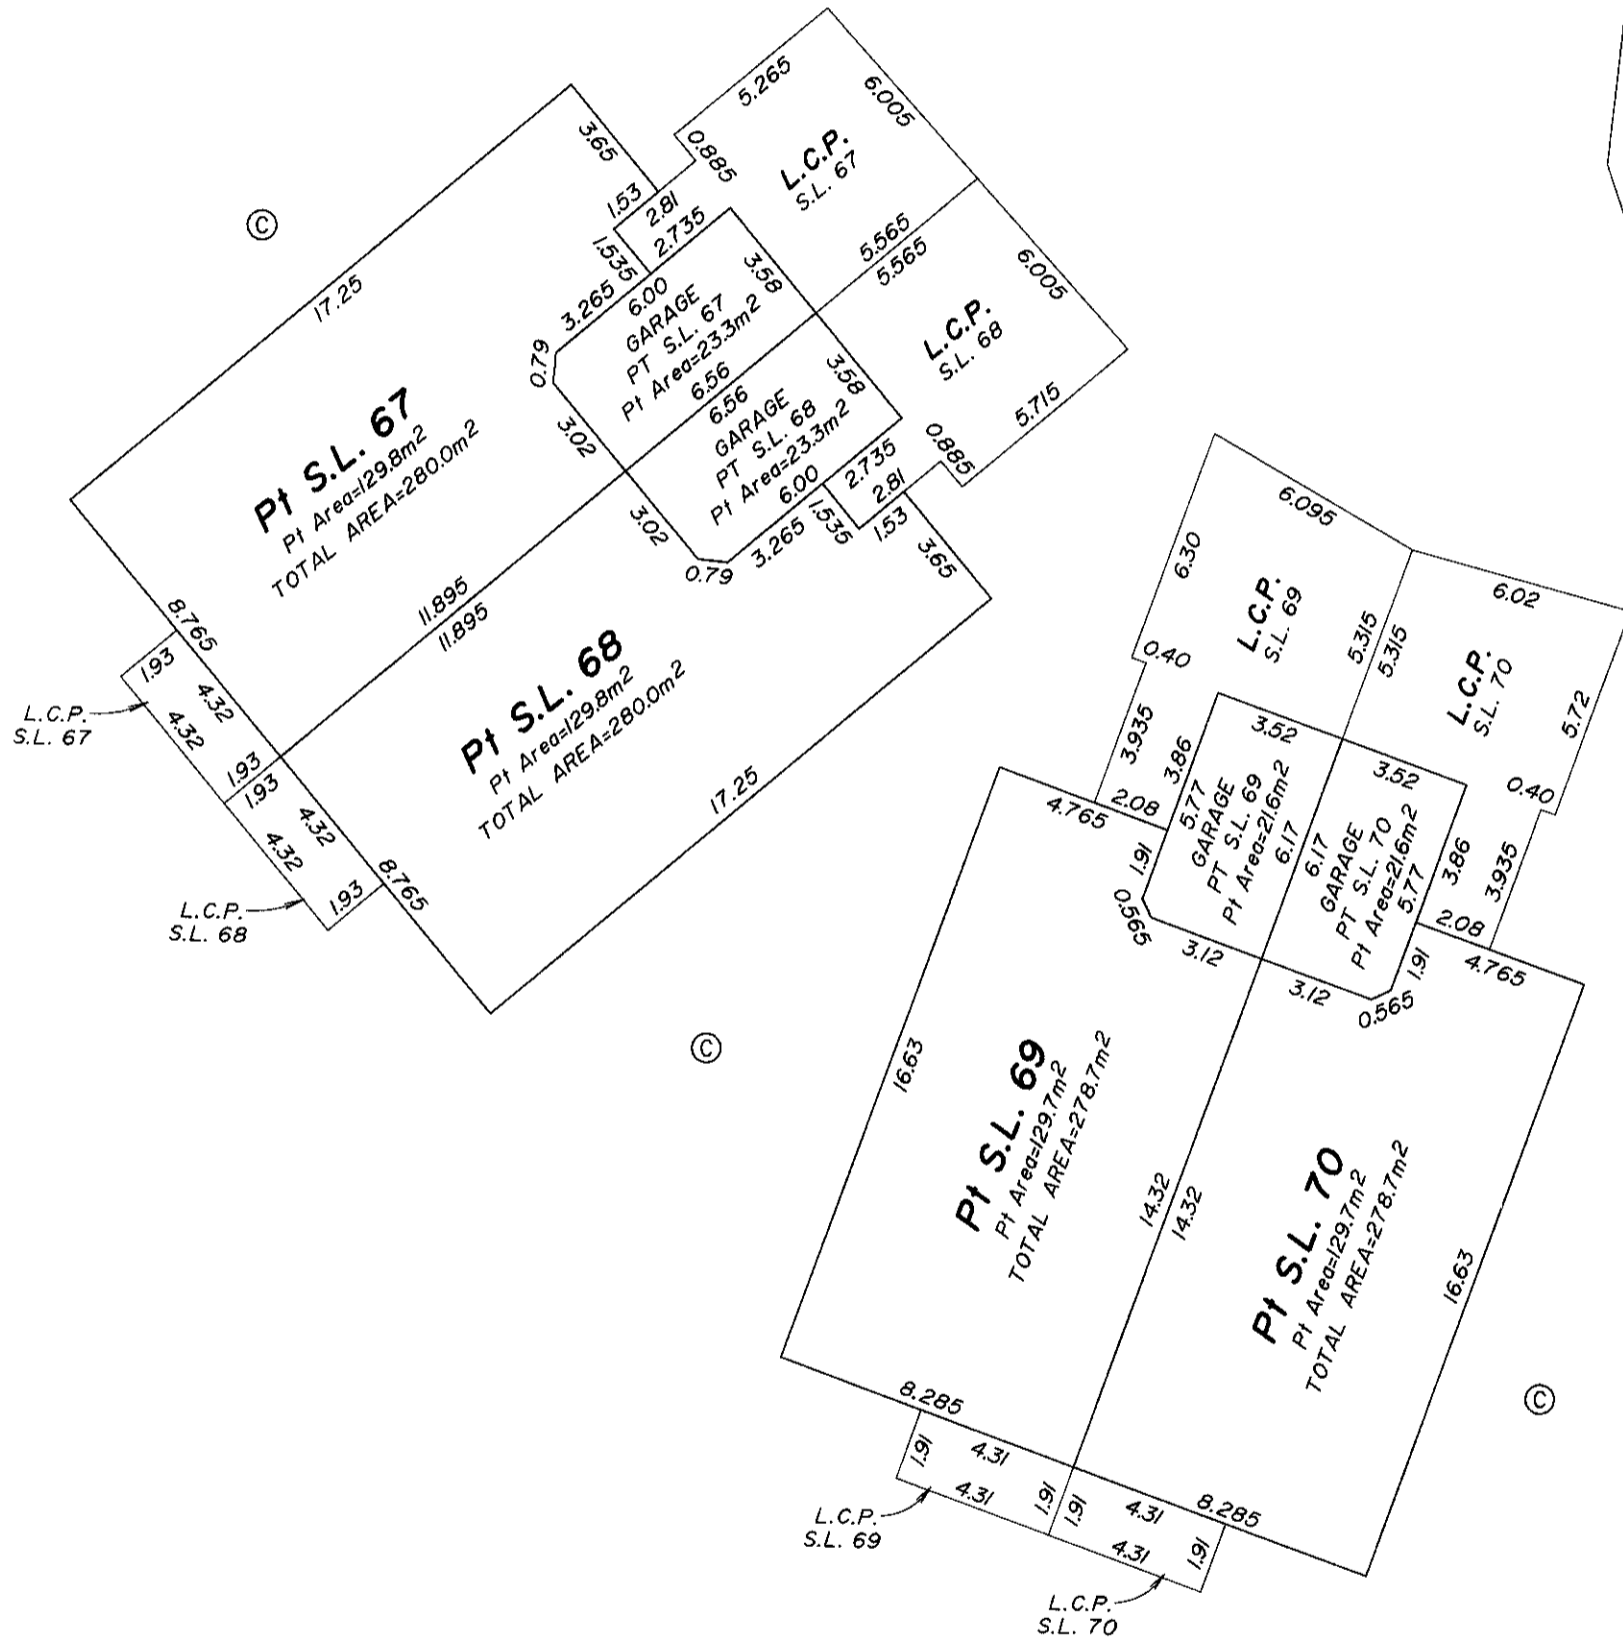 5.265
6.005
3.65
0.885
L.C.P.
S.L. 67
1.53
2.81
2.735
C
1.535
5.565
5.565
6.005
17.25
3.265
6.00
3.58
GARAGE
PT S.L. 67
Pt Area=23.3m2
6.56
0.79
L.C.P.
S.L. 68
3.58
5.715
6.56
GARAGE
PT S.L. 68
Pt Area=23.3m2
6.00
3.02
0.885
2.735
2.81
1.535
1.53
3.65
3.265
3.02
0.79
Pt S.L. 67
Pt Area=129.8m2
TOTAL AREA=280.0m2
11.895
11.895
8.765
1.93
4.32
4.32
1.93
L.C.P.
S.L. 67
Pt S.L. 68
Pt Area=129.8m2
TOTAL AREA=280.0m2
17.25
1.93
4.32
4.32
1.93
8.765
L.C.P.
S.L. 68
C
6.095
6.30
L.C.P.
S.L. 69
5.315
5.315
6.02
L.C.P.
S.L. 70
5.72
0.40
3.935
3.86
3.52
3.52
0.40
4.765
2.08
5.77
GARAGE
PT S.L. 69
Pt Area=21.6m2
6.17
6.17
GARAGE
PT S.L. 70
Pt Area=21.6m2
5.77
3.86
3.935
1.91
0.565
3.12
3.12
0.565
1.91
2.08
4.765
16.63
Pt S.L. 69
Pt Area=129.7m2
TOTAL AREA=278.7m2
14.32
14.32
Pt S.L. 70
Pt Area=129.7m2
TOTAL AREA=278.7m2
16.63
C
8.285
1.91
4.31
4.31
1.91
1.91
4.31
4.31
1.91
8.285
L.C.P.
S.L. 69
L.C.P.
S.L. 70